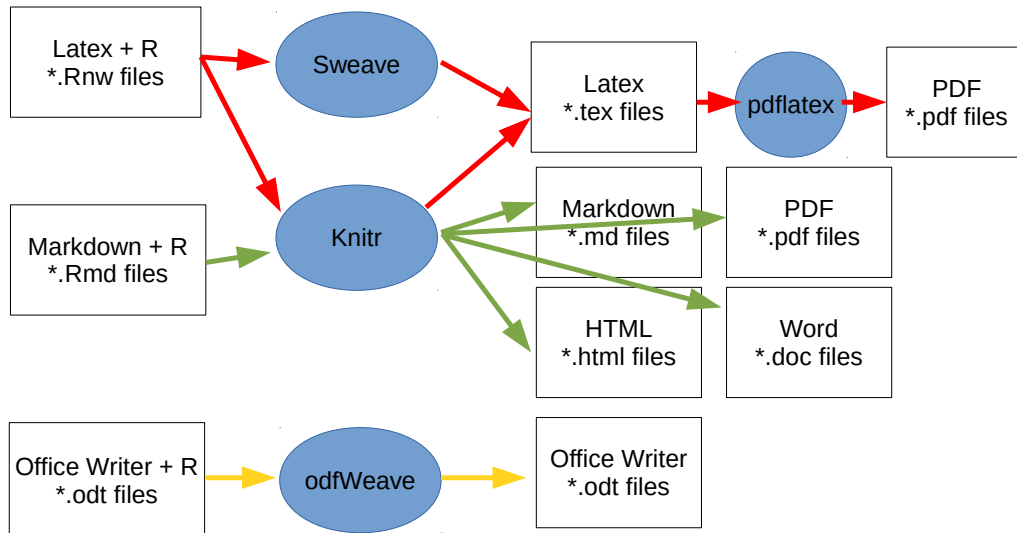 Latex + R
*.Rnw files
Sweave
Latex
*.tex files
pdflatex
PDF
*.pdf files
Markdown + R
*.Rmd files
Knitr
Markdown
*.md files
PDF
*.pdf files
HTML
*.html files
Word
*.doc files
Office Writer + R
*.odt files
odfWeave
Office Writer
*.odt files